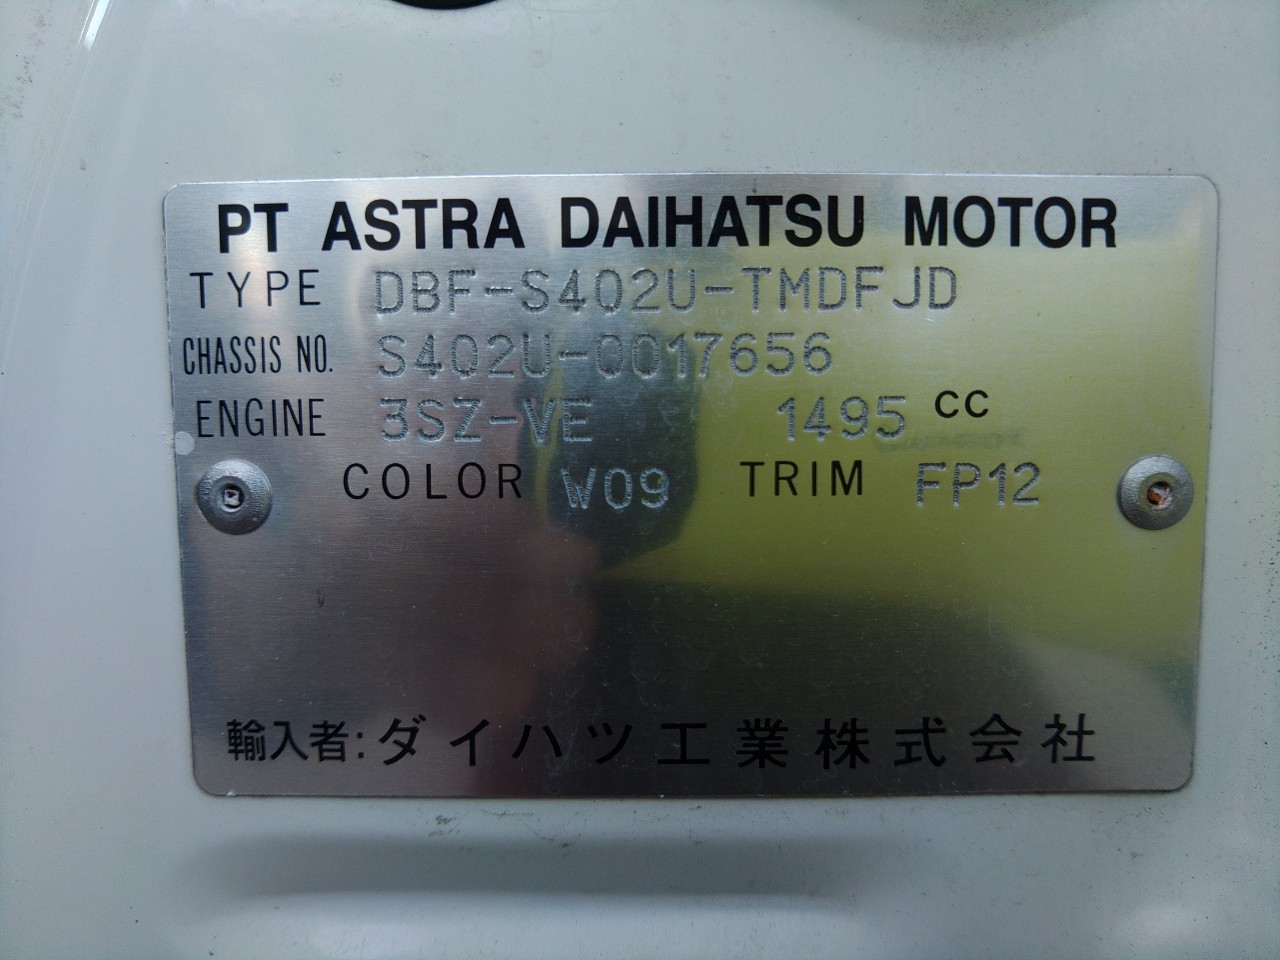 PT ASTRA DAIHATSU MOTOR
TYPE DBF-S402U-TMDFJD
CHASSIS NO. S402U-0017656
ENGINE 3SZ-VE 1495 CC
COLOR W09 TRIM FP12
輸入者:ダイハツ工業株式会社